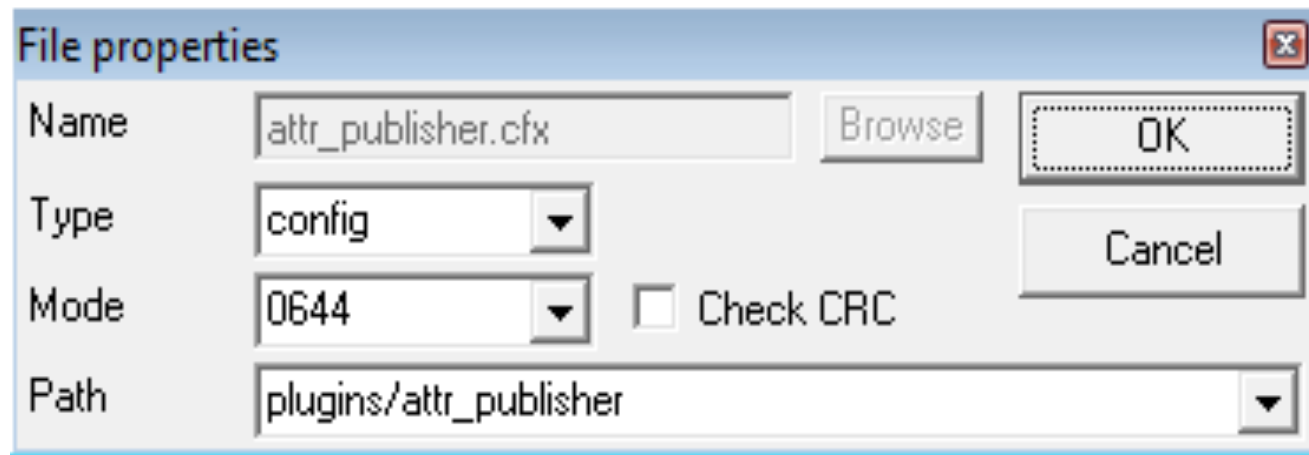 File properties
Name attr_publisher.cfx Browse OK
Type config Cancel
Mode 0644 Check CRC
Path plugins/attr_publisher